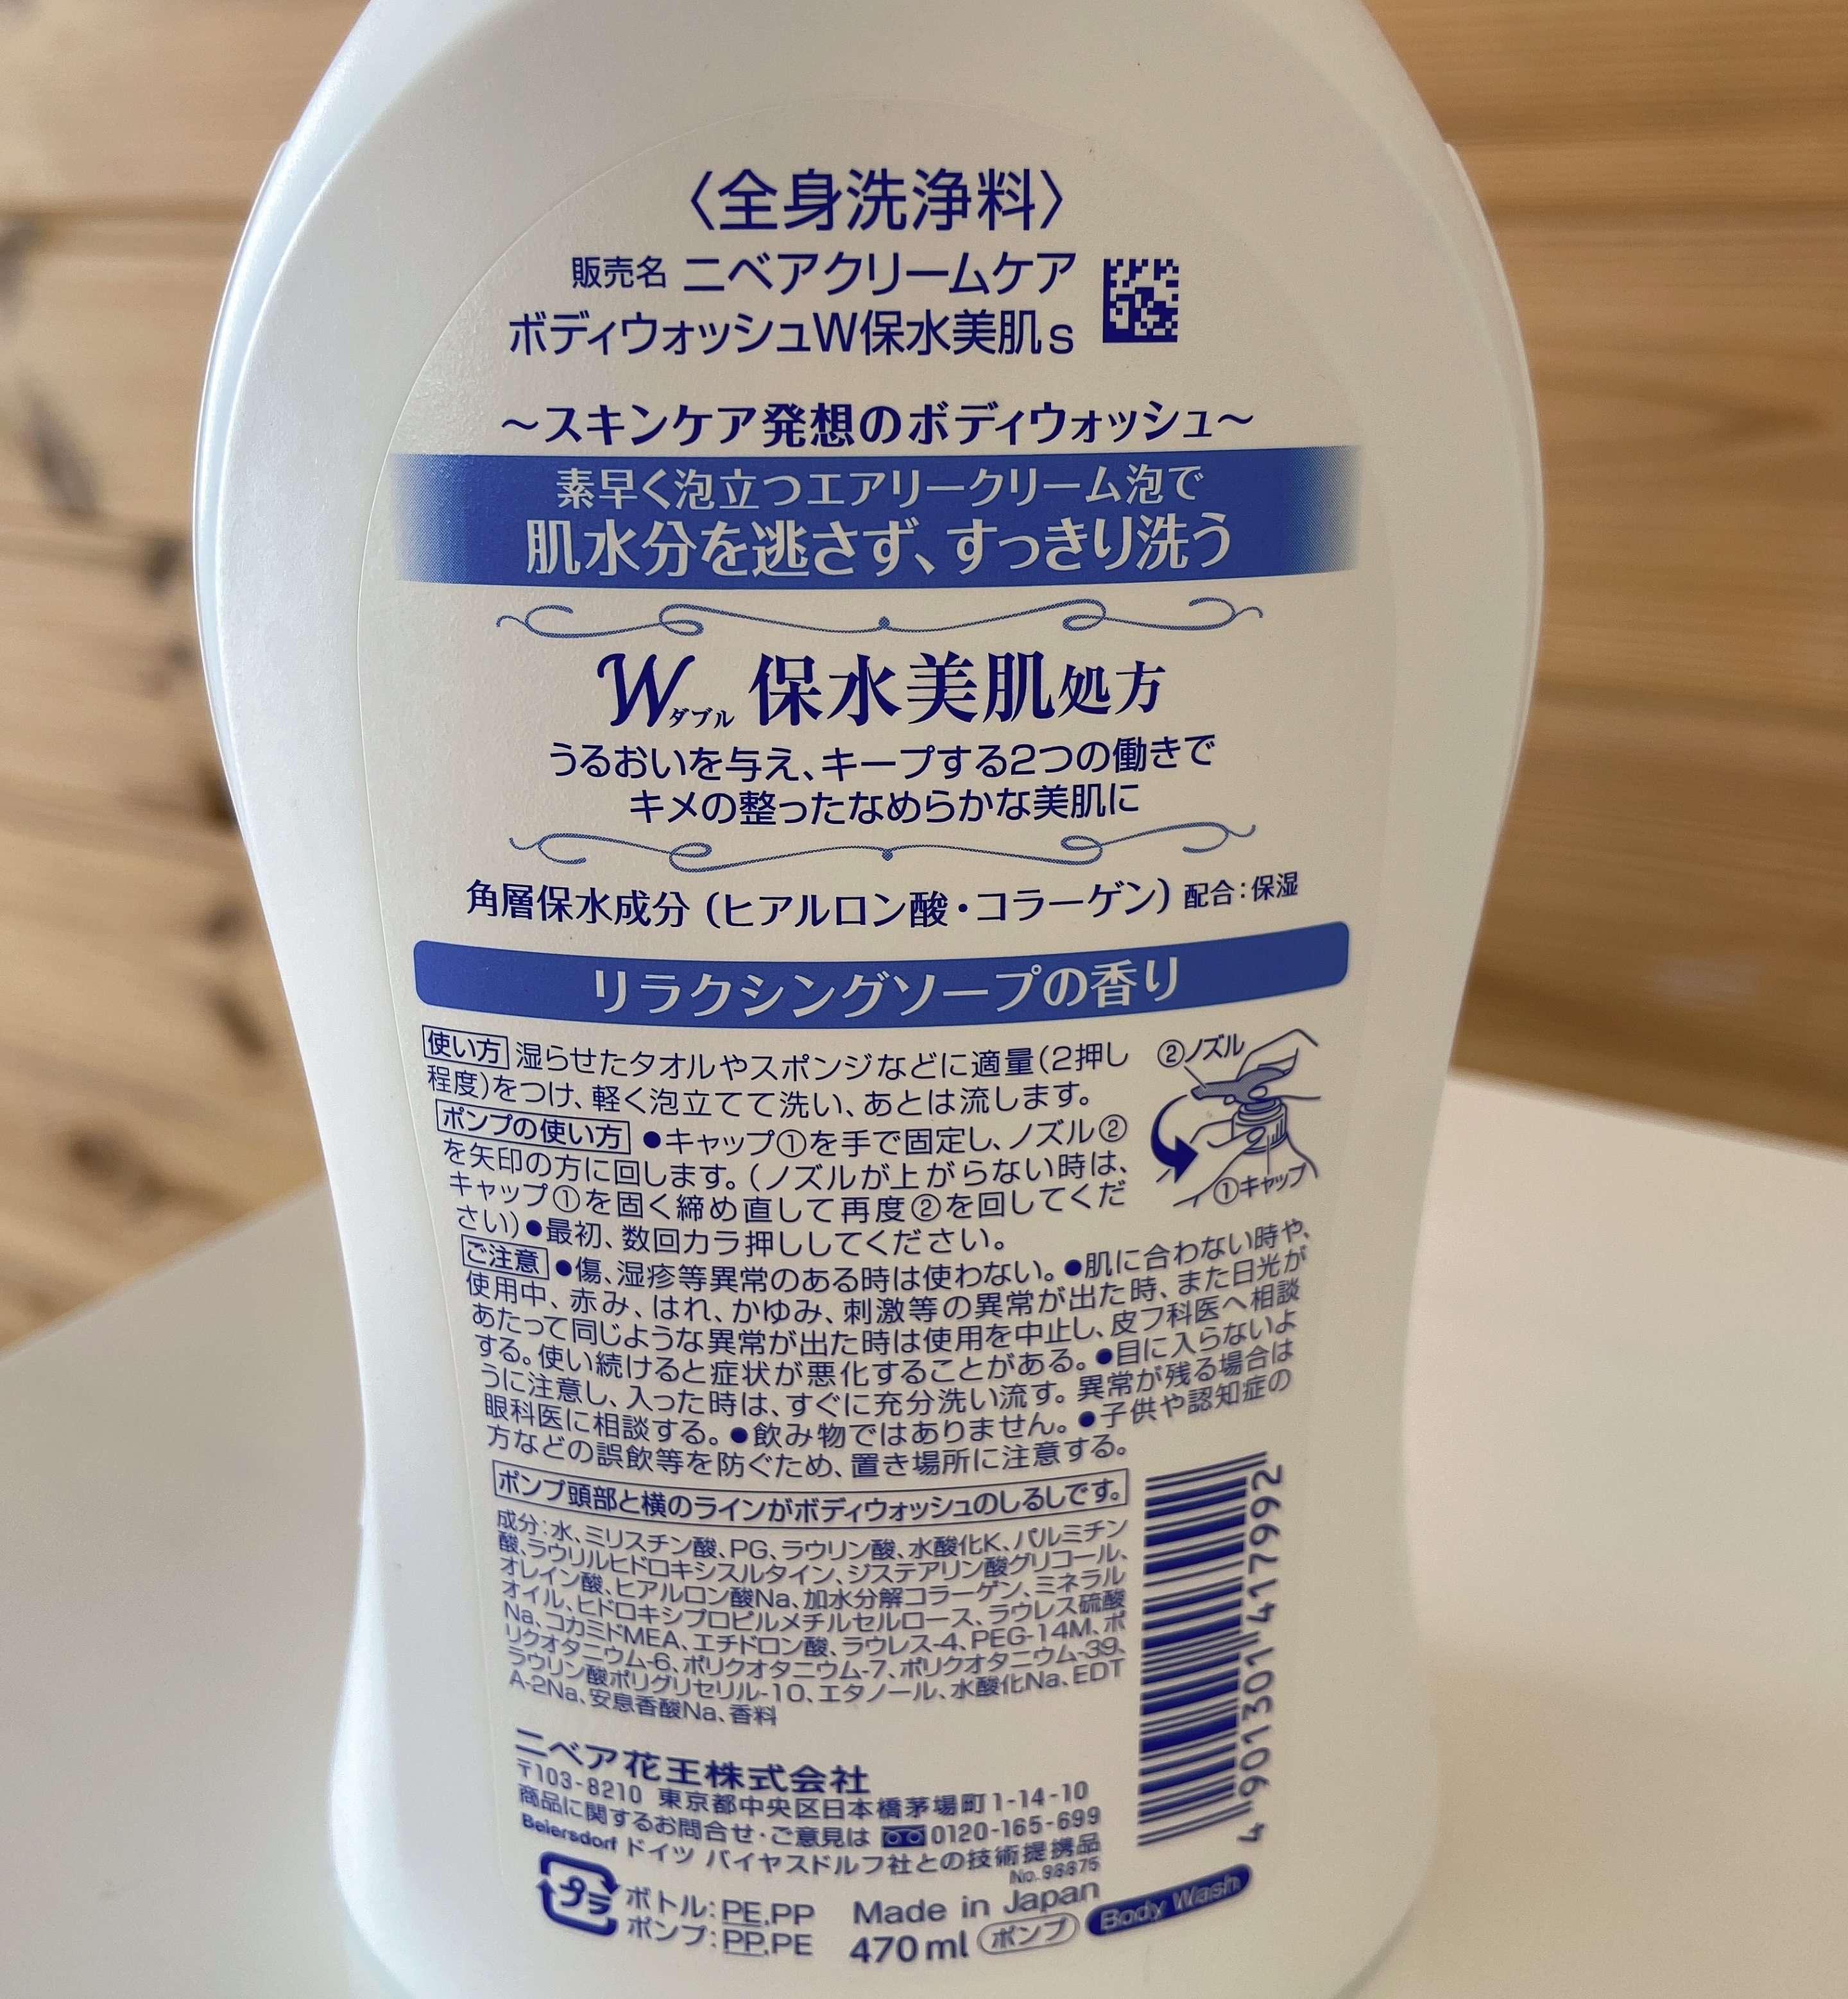 〈全身洗浄料〉
販売名 ニベアクリームケア
ボディウォッシュW保水美肌s
～スキンケア発想のボディウォッシュ～
素早く泡立つエアリークリーム泡で
肌水分を逃さず、すっきり洗う
W ダブル 保水美肌処方
うるおいを与え、キープする2つの働きで
キメの整ったなめらかな美肌に
角層保水成分（ヒアルロン酸・コラーゲン）配合：保湿
リラクシングソープの香り
使い方 湿らせたタオルやスポンジなどに適量（2押し
程度）をつけ、軽く泡立てて洗い、あとは流します。
ポンプの使い方 ●キャップ①を手で固定し、ノズル②
を矢印の方に回します。（ノズルが上がらない時は、
キャップ①を固く締め直して再度②を回してくだ
さい）●最初、数回カラ押ししてください。
②ノズル
①キャップ
ご注意 ●傷、湿疹等異常のある時は使わない。●肌に合わない時や、
使用中、赤み、はれ、かゆみ、刺激等の異常が出た時、また日光が
あたって同じような異常が出た時は使用を中止し、皮フ科医へ相談
する。使い続けると症状が悪化することがある。●目に入らないよ
うに注意し、入った時は、すぐに充分洗い流す。異常が残る場合は
眼科医に相談する。●飲み物ではありません。●子供や認知症の
方などの誤飲等を防ぐため、置き場所に注意する。
ポンプ頭部と横のラインがボディウォッシュのしるしです。
成分：水、ミリスチン酸、PG、ラウリン酸、水酸化K、パルミチン
酸、ラウリルヒドロキシスルタイン、ジステアリン酸グリコール、
オレイン酸、ヒアルロン酸Na、加水分解コラーゲン、ミネラル
オイル、ヒドロキシプロピルメチルセルロース、ラウレス硫酸
Na、コカミドMEA、エチドロン酸、ラウレス-4、PEG-14M、ポ
リクオタニウム-6、ポリクオタニウム-7、ポリクオタニウム-39、
ラウリン酸ポリグリセリル-10、エタノール、水酸化Na、EDT
A-2Na、安息香酸Na、香料
4 901301 417992
ニベア花王株式会社
〒103-8210 東京都中央区日本橋茅場町1-14-10
商品に関するお問合せ・ご意見は 0120-165-699
Beiersdorf ドイツ バイヤスドルフ社との技術提携品
No.98875
プラ ボトル：PE,PP
ポンプ：PP,PE
Made in Japan
470ml ポンプ Body Wash